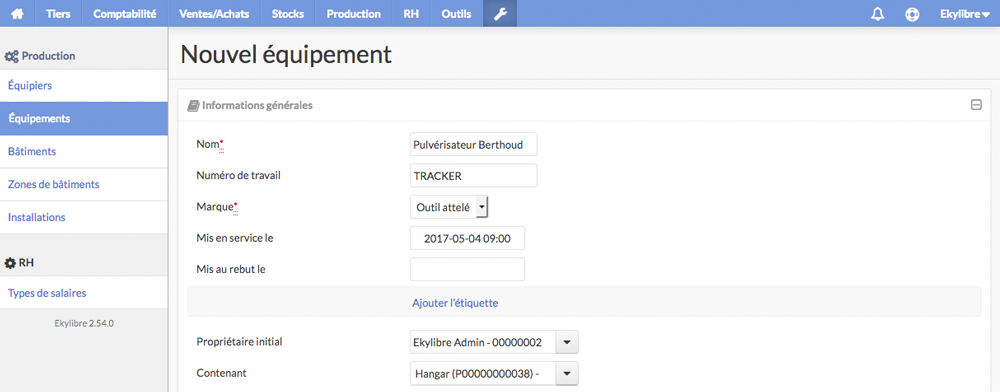 Tiers Comptabilité Ventes/Achats Stocks Production RH Outils Ekylibre
Production
Équipiers
Équipements
Bâtiments
Zones de bâtiments
Installations
RH
Types de salaires
Ekylibre 2.54.0
Nouvel équipement
Informations générales
Nom* Pulvérisateur Berthoud
Numéro de travail TRACKER
Marque* Outil attelé
Mis en service le 2017-05-04 09:00
Mis au rebut le
Ajouter l'étiquette
Propriétaire initial Ekylibre Admin - 00000002
Contenant Hangar (P00000000038) -